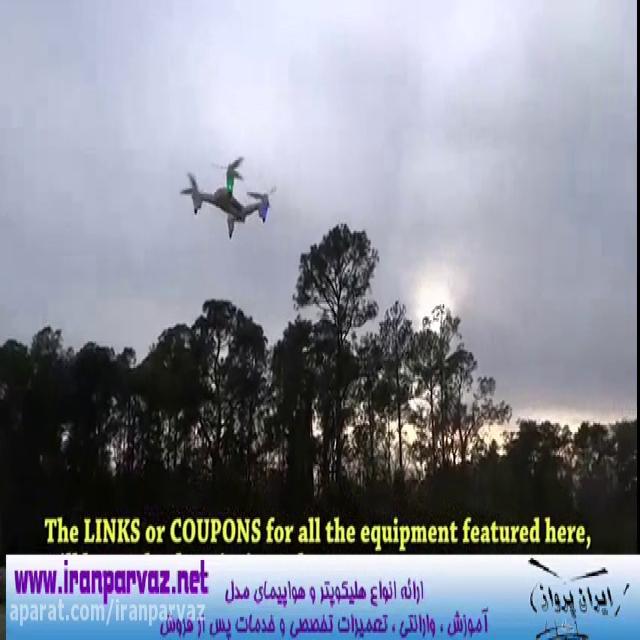 The LINKS or COUPONS for all the equipment featured here,
www.iranparvaz.net
ارائه انواع هلیکوپتر و هواپیمای مدل
ایران پرواز
aparat.com/iranparvaz
آموزش ، وارانتی ، تعمیرات تخصصی و خدمات پس از فروش